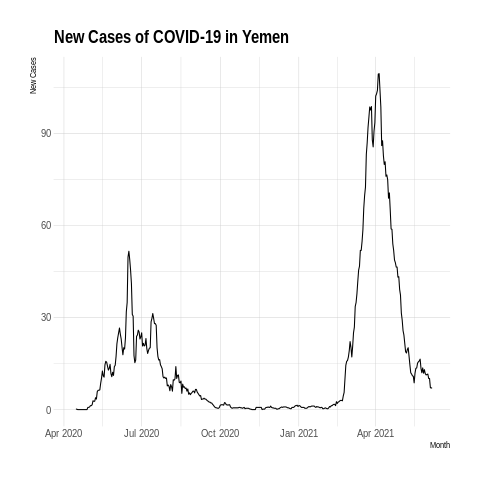 New Cases of COVID-19 in Yemen
New Cases
90
60
30
0
Apr 2020 Jul 2020 Oct 2020 Jan 2021 Apr 2021
Month